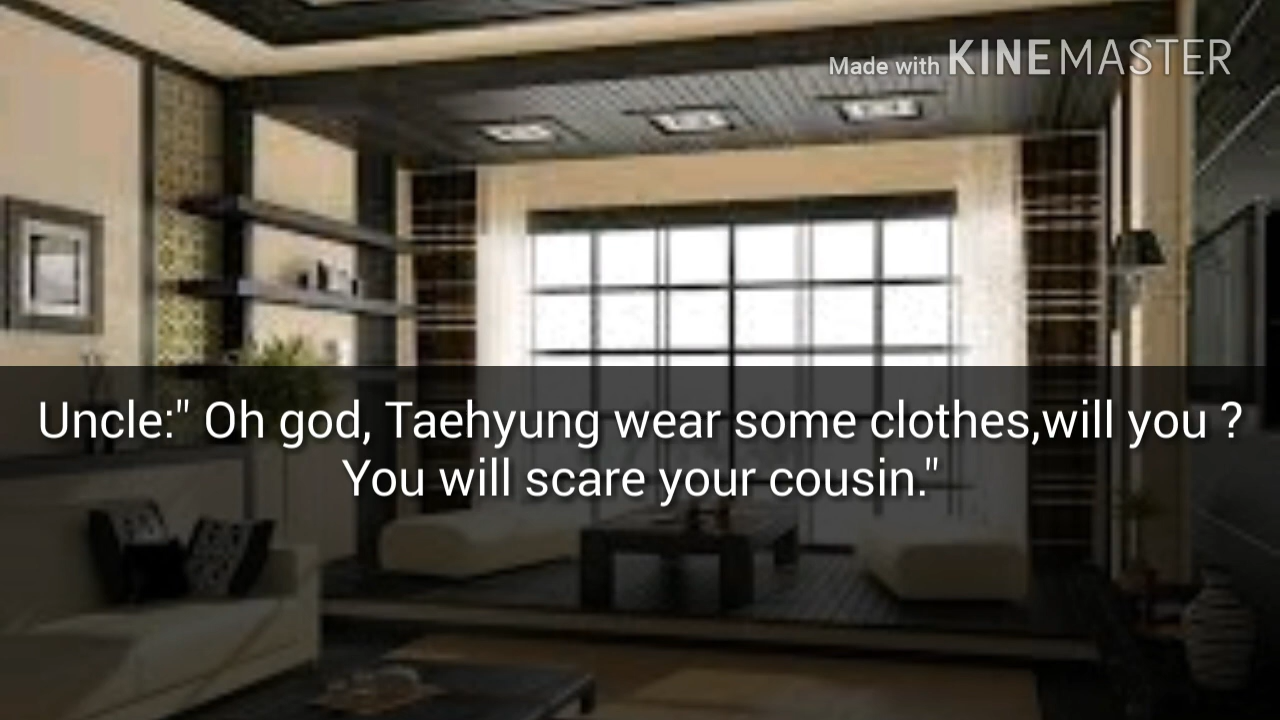 Made with KINEMASTER
Uncle:" Oh god, Taehyung wear some clothes,will you ?
You will scare your cousin."